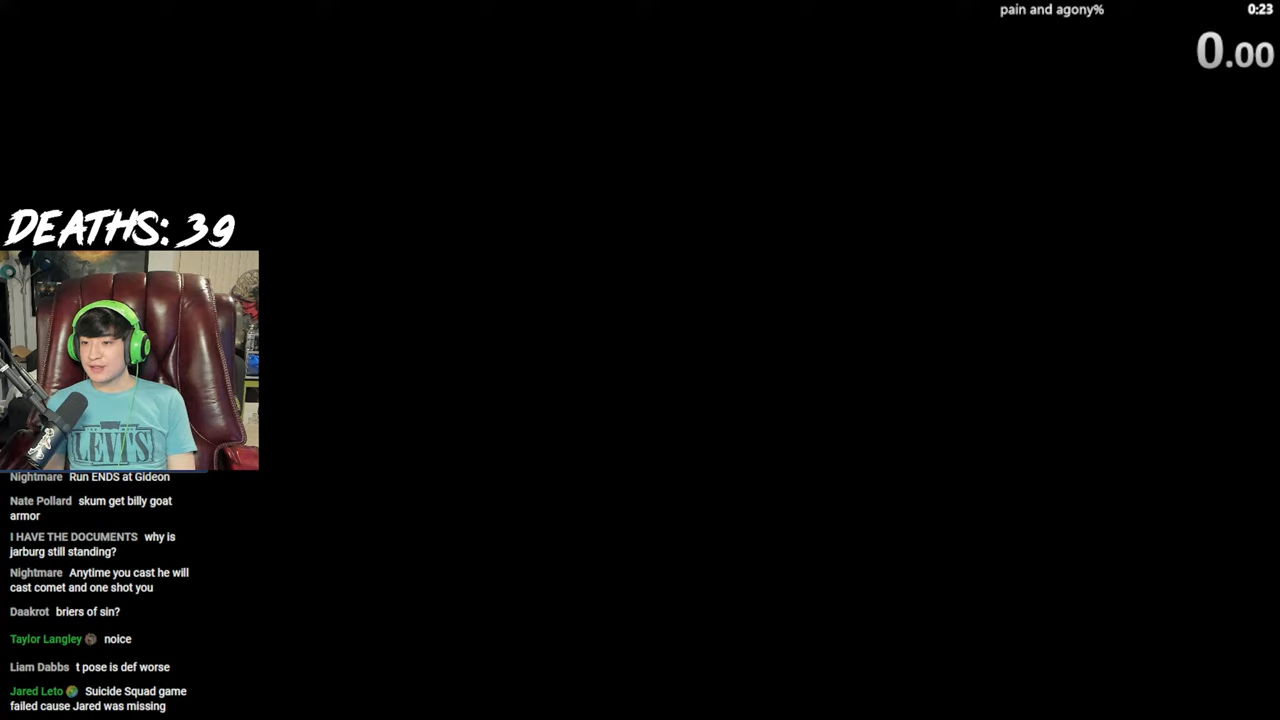 pain and agony%
0:23
0.00
DEATHS: 39
LEVI'S
Nightmare Run ENDS at Gideon
Nate Pollard skum get billy goat
armor
I HAVE THE DOCUMENTS why is
jarburg still standing?
Nightmare Anytime you cast he will
cast comet and one shot you
Daakrot briers of sin?
Taylor Langley noice
Liam Dabbs t pose is def worse
Jared Leto Suicide Squad game
failed cause Jared was missing